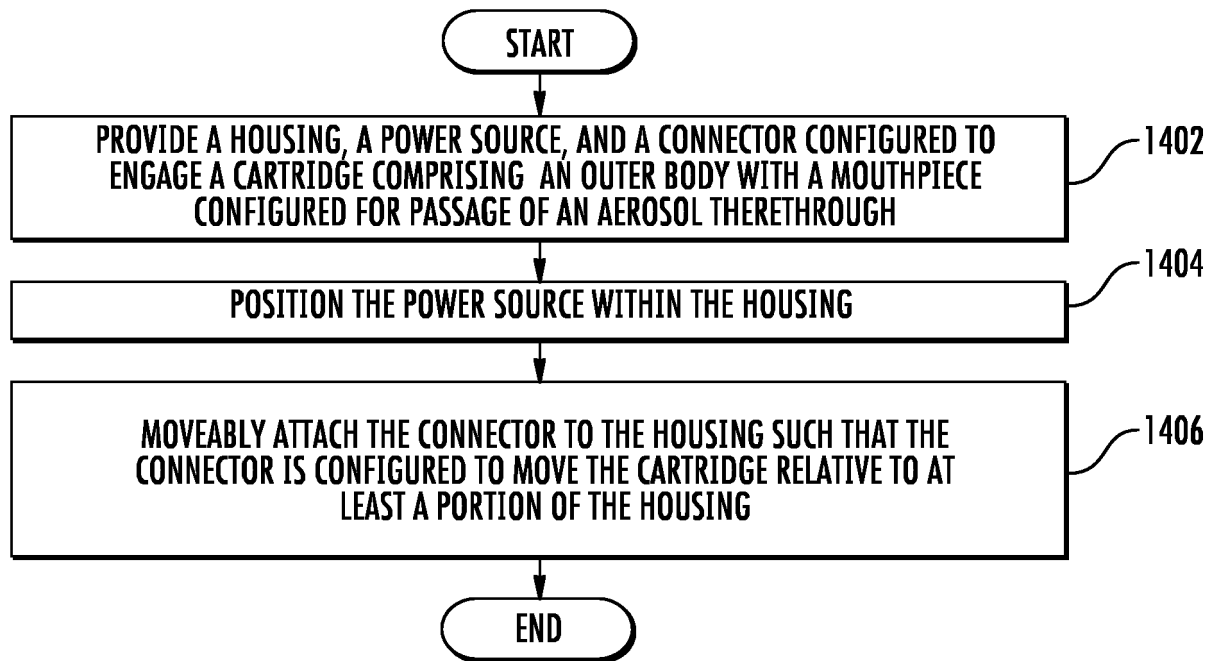 START
PROVIDE A HOUSING, A POWER SOURCE, AND A CONNECTOR CONFIGURED TO
ENGAGE A CARTRIDGE COMPRISING AN OUTER BODY WITH A MOUTHPIECE
CONFIGURED FOR PASSAGE OF AN AEROSOL THERETHROUGH
1402
POSITION THE POWER SOURCE WITHIN THE HOUSING
1404
MOVEABLY ATTACH THE CONNECTOR TO THE HOUSING SUCH THAT THE
CONNECTOR IS CONFIGURED TO MOVE THE CARTRIDGE RELATIVE TO AT
LEAST A PORTION OF THE HOUSING
1406
END